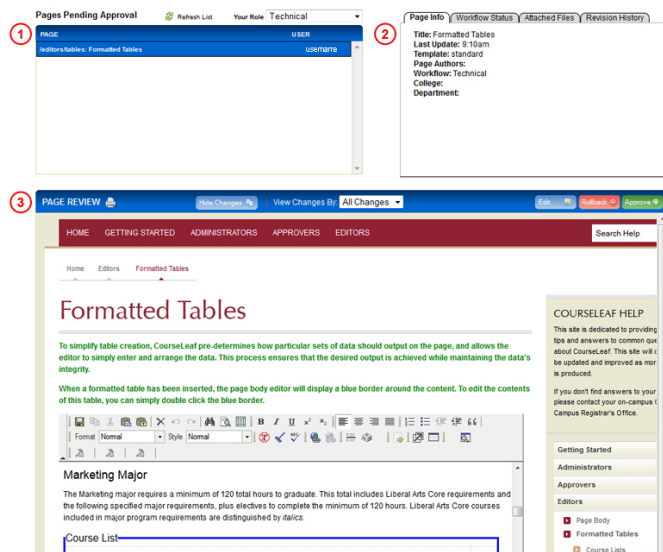 Pages Pending Approval Refresh List Your Role Technical
1
PAGE USER
/editors/tables: Formatted Tables username
2
Page Info Workflow Status Attached Files Revision History
Title: Formatted Tables
Last Update: 9:10am
Template: standard
Page Authors:
Workflow: Technical
College:
Department:
3
PAGE REVIEW Hide Changes View Changes By: All Changes Edit Rollback Approve
HOME GETTING STARTED ADMINISTRATORS APPROVERS EDITORS Search Help
Home Editors Formatted Tables
Formatted Tables
To simplify table creation, CourseLeaf pre-determines how particular sets of data should output on the page, and allows the
editor to simply enter and arrange the data. This process ensures that the desired output is achieved while maintaining the data's
integrity.
When a formatted table has been inserted, the page body editor will display a blue border around the content. To edit the contents
of this table, you can simply double click the blue border.
Format Normal Style Normal
Marketing Major
The Marketing major requires a minimum of 120 total hours to graduate. This total includes Liberal Arts Core requirements and
the following specified major requirements, plus electives to complete the minimum of 120 hours. Liberal Arts Core courses
included in major program requirements are distinguished by italics.
Course List
COURSELEAF HELP
This site is dedicated to providing
tips and answers to common que
about CourseLeaf. This site will c
be updated and improved as mor
is produced.
If you don't find answers to your
please contact your on-campus C
Campus Registrar's Office.
Getting Started
Administrators
Approvers
Editors
Page Body
Formatted Tables
Course Lists